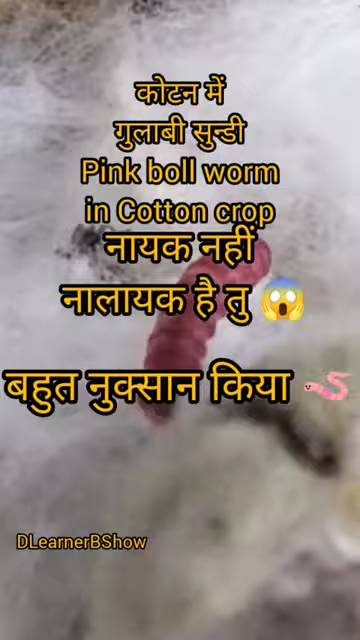 कोटन में
गुलाबी सुन्डी
Pink boll worm
in Cotton crop
नायक नहीं
नालायक है तु 😱
बहुत नुक्सान किया 🪱
DLearnerBShow